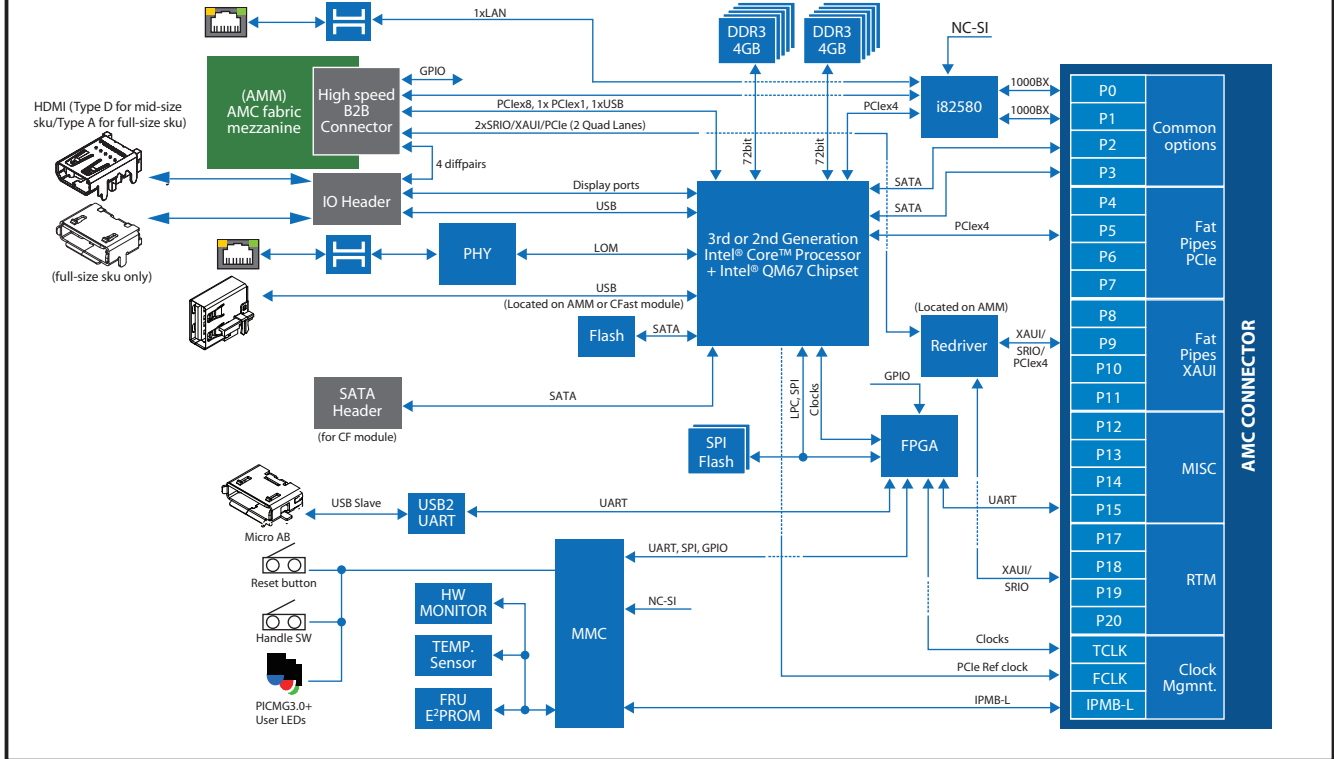 1xLAN
DDR3
4GB
DDR3
4GB
NC-SI
GPIO
(AMM)
AMC fabric
mezzanine
High speed
B2B
Connector
HDMI (Type D for mid-size
sku/Type A for full-size sku)
PCIex8, 1x PCIex1, 1xUSB
2xSRIO/XAUI/PCIe (2 Quad Lanes)
4 diffpairs
72bit
72bit
PCIex4
i82580
1000BX
1000BX
P0
P1
P2
P3
Common
options
SATA
SATA
IO Header
Display ports
USB
(full-size sku only)
PHY
LOM
3rd or 2nd Generation
Intel® Core™ Processor
+ Intel® QM67 Chipset
PCIex4
P4
P5
P6
P7
Fat
Pipes
PCIe
USB
(Located on AMM or CFast module)
Flash
SATA
(Located on AMM)
Redriver
XAUI/
SRIO/
PCIex4
P8
P9
P10
P11
Fat
Pipes
XAUI
AMC CONNECTOR
SATA
Header
(for CF module)
SATA
LPC, SPI
Clocks
GPIO
SPI
Flash
FPGA
P12
P13
P14
P15
MISC
Micro AB
USB Slave
USB2
UART
UART
UART
Reset button
Handle SW
PICMG3.0+
User LEDs
HW
MONITOR
TEMP.
Sensor
FRU
E²PROM
MMC
UART, SPI, GPIO
NC-SI
XAUI/
SRIO
P17
P18
P19
P20
RTM
Clocks
PCIe Ref clock
IPMB-L
TCLK
FCLK
IPMB-L
Clock
Mgmnt.